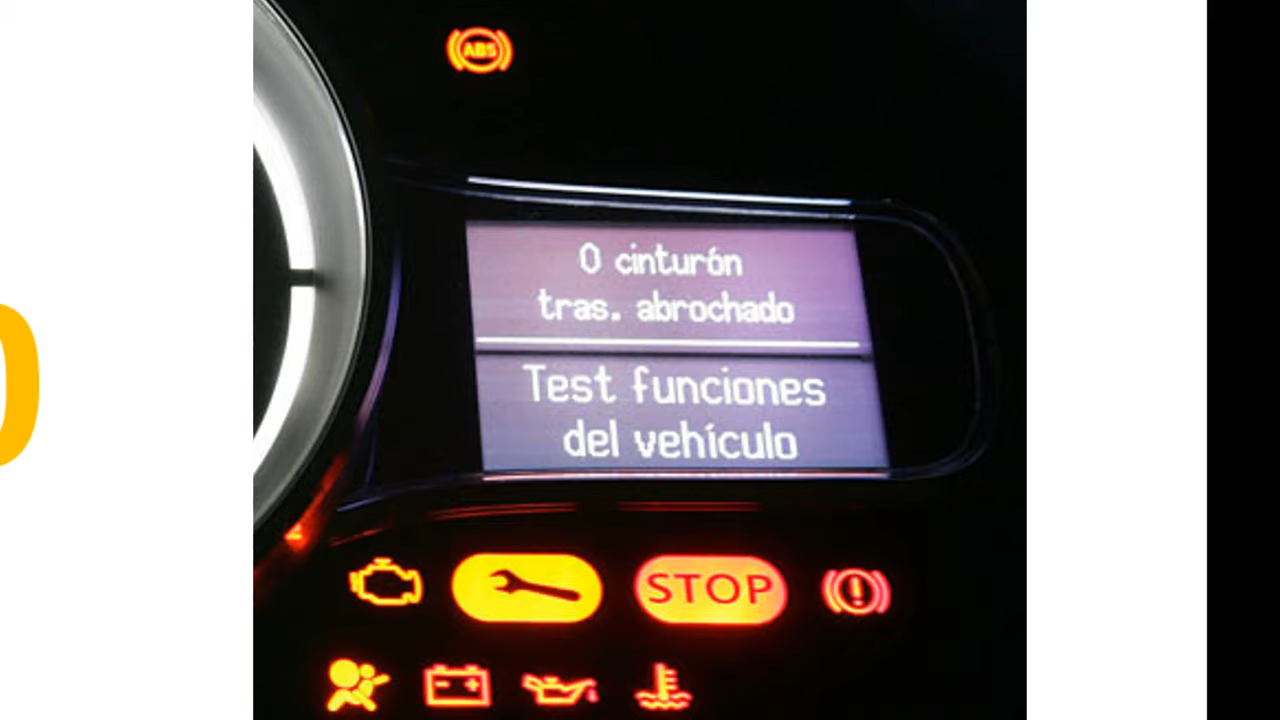 ABS
0 cinturón
tras. abrochado
Test funciones
del vehículo
STOP